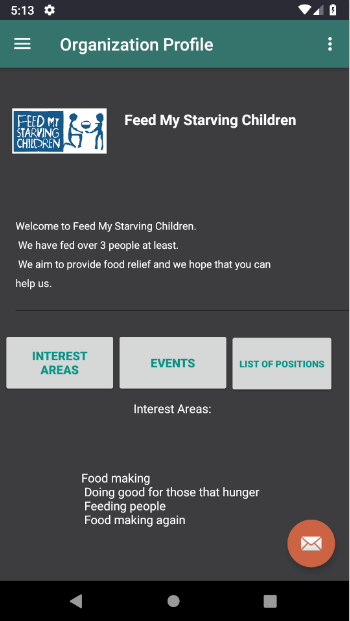 5:13
Organization Profile
FEED MY
STARVING
CHILDREN
Feed My Starving Children
Welcome to Feed My Starving Children.
We have fed over 3 people at least.
We aim to provide food relief and we hope that you can
help us.
INTEREST
AREAS
EVENTS
LIST OF POSITIONS
Interest Areas:
Food making
Doing good for those that hunger
Feeding people
Food making again